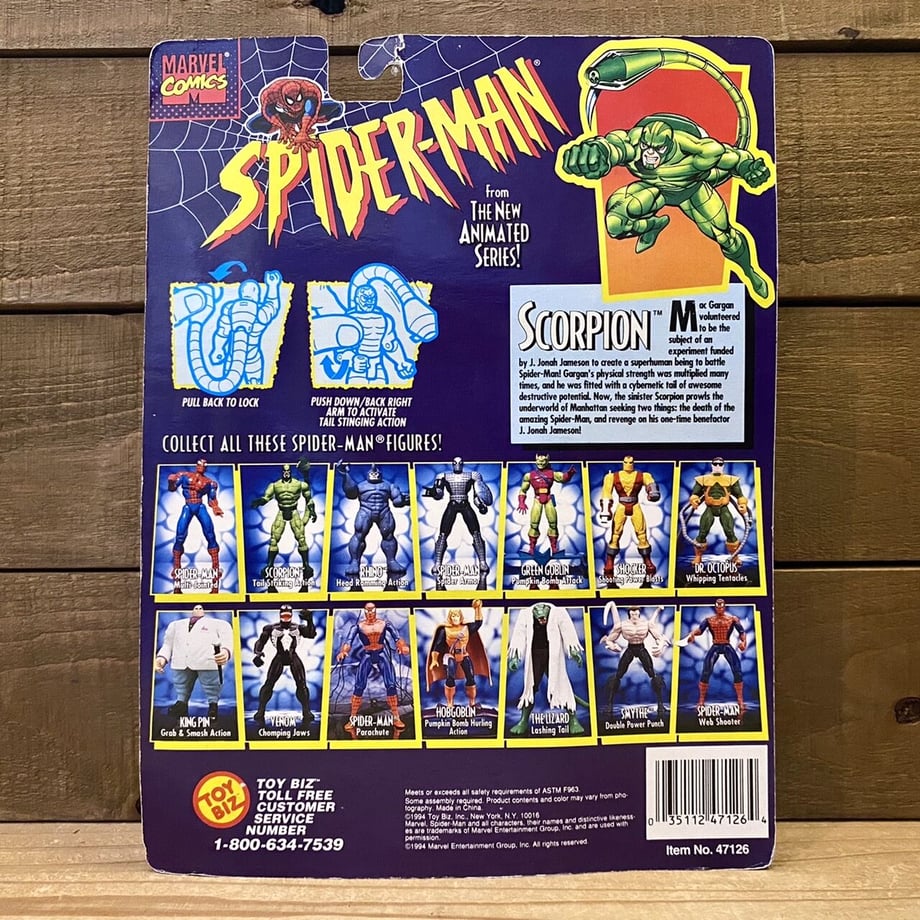 MARVEL
COMICS
M
SPIDER-MAN®
from
THE NEW
ANIMATED
SERIES!
PULL BACK TO LOCK
PUSH DOWN/BACK RIGHT
ARM TO ACTIVATE
TAIL STINGING ACTION
SCORPION™
Mac Gargan
volunteered
to be the
subject of an
experiment funded
by J. Jonah Jameson to create a superhuman being to battle
Spider-Man! Gargan's physical strength was multiplied many
times, and he was fitted with a cybernetic tail of awesome
destructive potential. Now, the sinister Scorpion prowls the
underworld of Manhattan seeking two things: the death of the
amazing Spider-Man, and revenge on his one-time benefactor
J. Jonah Jameson!
COLLECT ALL THESE SPIDER-MAN® FIGURES!
SPIDER-MAN
Multi-Jointed
SCORPION
Tail Striking Action
RHINO
Head Ramming Action
SPIDER-MAN
Spider Armor
GREEN GOBLIN
Pumpkin Bomb Attack
SHOCKER
Shooting Power Blasts
DR. OCTOPUS
Whipping Tentacles
KING PIN™
Grab & Smash Action
VENOM™
Chomping Jaws
SPIDER-MAN
Parachute
HOBGOBLIN
Pumpkin Bomb Hurling
Action
THE LIZARD
Lashing Tail
SMYTHE™
Double Power Punch
SPIDER-MAN
Web Shooter
TOY
BIZ
TOY BIZ™
TOLL FREE
CUSTOMER
SERVICE
NUMBER
1-800-634-7539
Meets or exceeds all safety requirements of ASTM F963.
Some assembly required. Product contents and color may vary from pho-
tography. Made in China.
©1994 Toy Biz, Inc., New York, N.Y. 10016
Marvel, Spider-Man and all characters, their names and distinctive likeness-
es are trademarks of Marvel Entertainment Group, Inc. and are used with
permission.
©1994 Marvel Entertainment Group, Inc. All rights reserved.
0 35112 47126 4
Item No. 47126